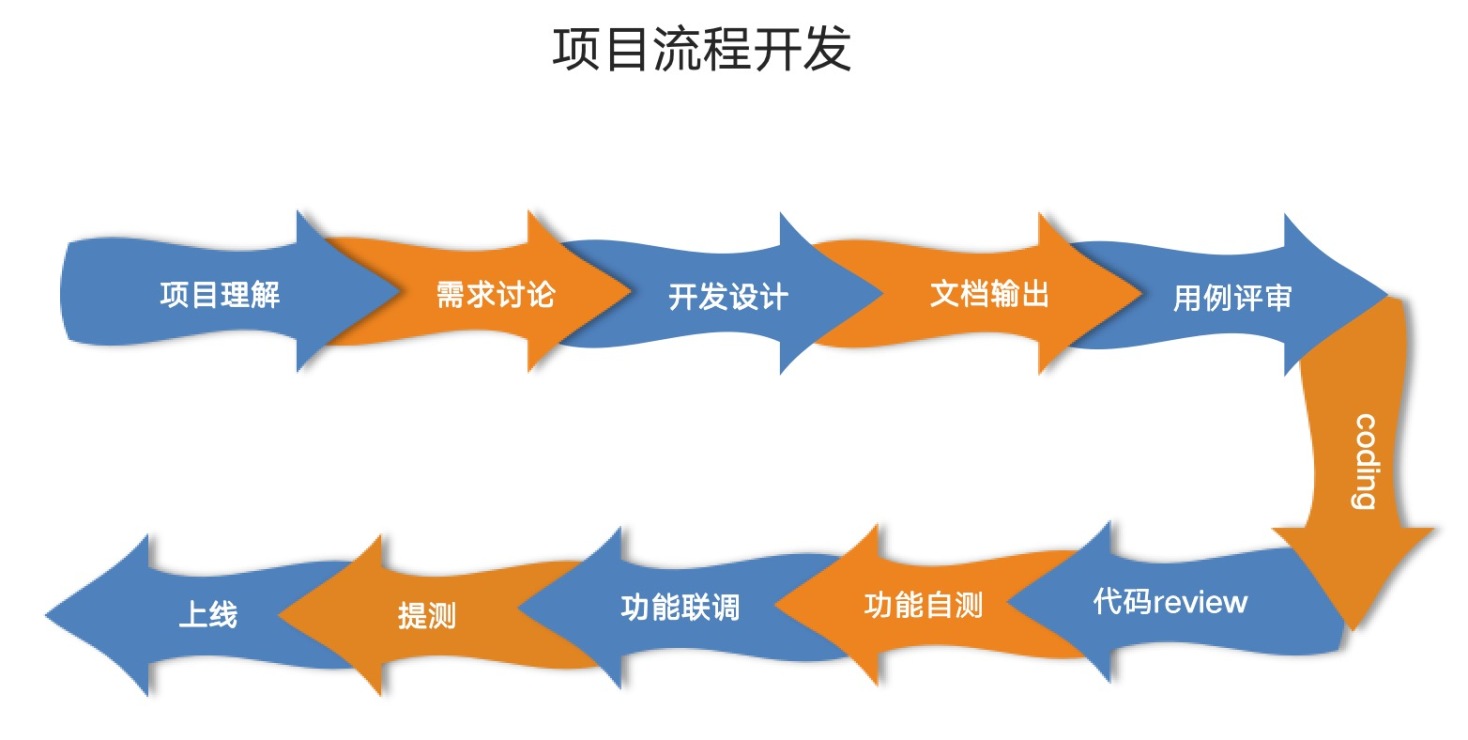 项目流程开发
项目理解
需求讨论
开发设计
文档输出
用例评审
coding
代码review
功能自测
功能联调
提测
上线